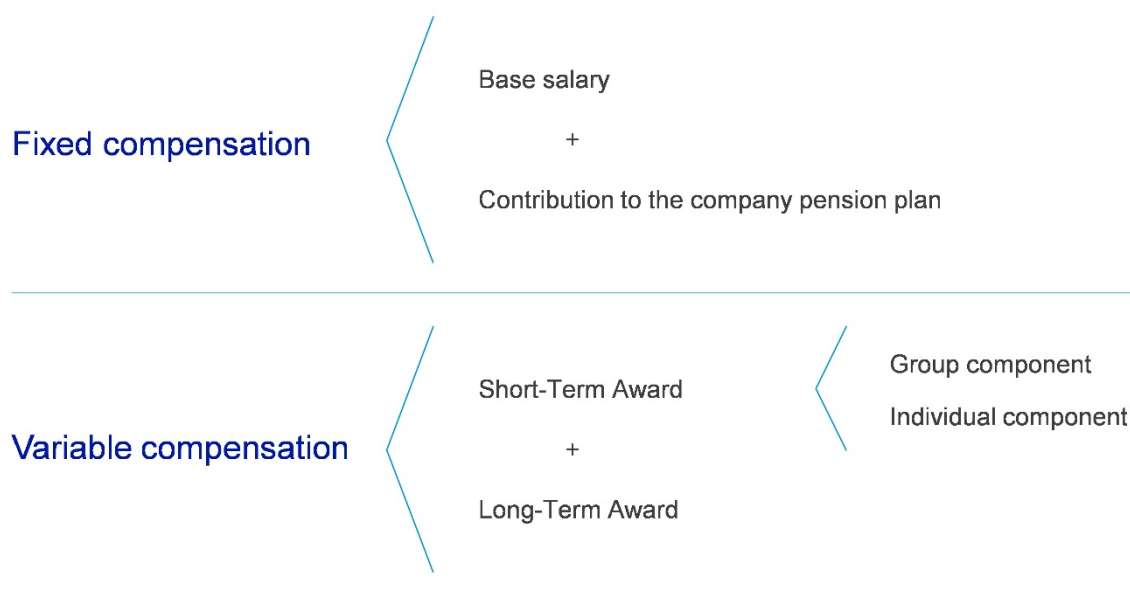 Fixed compensation
Base salary
+
Contribution to the company pension plan
Variable compensation
Short-Term Award
+
Long-Term Award
Group component
Individual component